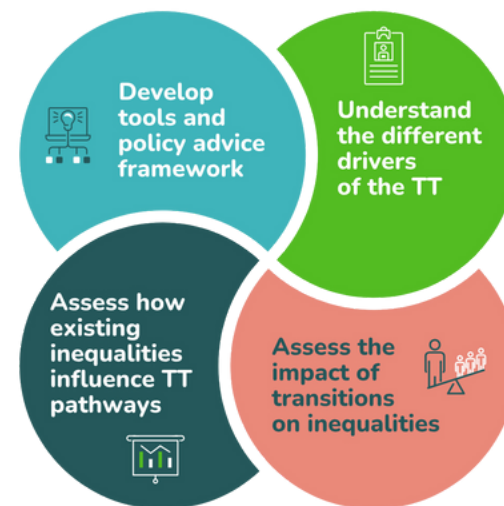 Develop
tools and
policy advice
framework
Understand
the different
drivers
of the TT
Assess how
existing
inequalities
influence TT
pathways
Assess the
impact of
transitions
on inequalities